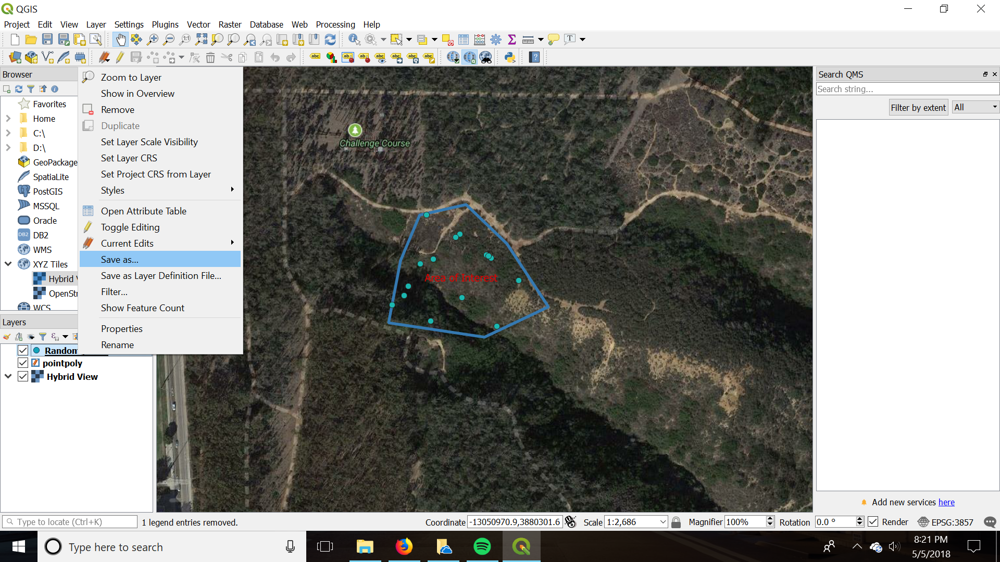 QGIS
Project Edit View Layer Settings Plugins Vector Raster Database Web Processing Help
Browser
Favorites
Home
C:\
D:\
GeoPackage
SpatiaLite
PostGIS
MSSQL
Oracle
DB2
WMS
XYZ Tiles
Hybrid
OpenStr
WCS
Zoom to Layer
Show in Overview
Remove
Duplicate
Set Layer Scale Visibility
Set Layer CRS
Set Project CRS from Layer
Styles
Open Attribute Table
Toggle Editing
Current Edits
Save as...
Save as Layer Definition File...
Filter...
Show Feature Count
Properties
Rename
Layers
Random
pointpoly
Hybrid View
Challenge Course
Area of Interest
Search QMS
Search string...
Filter by extent All
Add new services here
Type to locate (Ctrl+K) 1 legend entries removed. Coordinate -13050970.9,3880301.6 Scale 1:2,686 Magnifier 100% Rotation 0.0 ° Render EPSG:3857
Type here to search
8:21 PM
5/5/2018